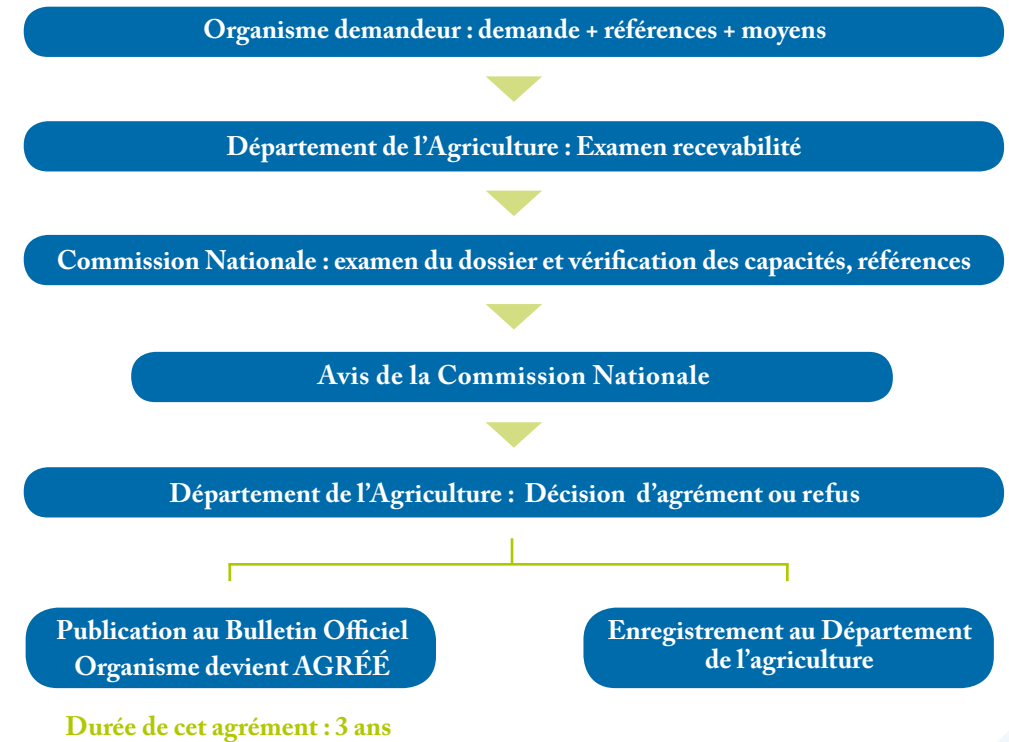 Organisme demandeur : demande + références + moyens
Département de l'Agriculture : Examen recevabilité
Commission Nationale : examen du dossier et vérification des capacités, références
Avis de la Commission Nationale
Département de l'Agriculture : Décision d'agrément ou refus
Publication au Bulletin Officiel
Organisme devient AGRÉÉ
Enregistrement au Département
de l'agriculture
Durée de cet agrément : 3 ans